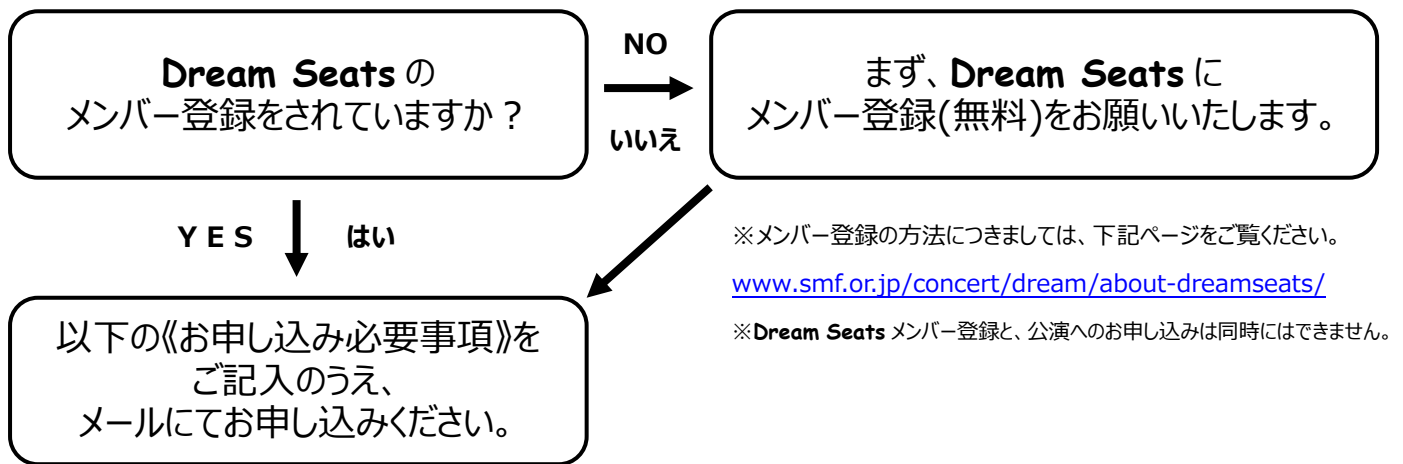 Dream Seats の
メンバー登録をされていますか？
NO
いいえ
まず、Dream Seats に
メンバー登録(無料)をお願いいたします。
ＹＥＳ
はい
※メンバー登録の方法につきましては、下記ページをご覧ください。
www.smf.or.jp/concert/dream/about-dreamseats/
※Dream Seats メンバー登録と、公演へのお申し込みは同時にはできません。
以下の《お申し込み必要事項》を
ご記入のうえ、
メールにてお申し込みください。